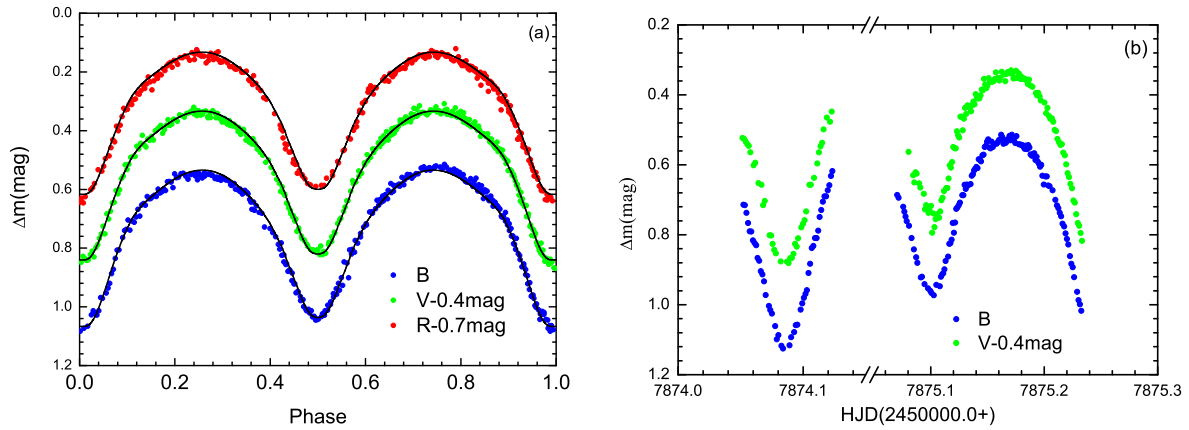 (a)
0.0
0.2
0.4
0.6
0.8
1.0
1.2
Δm(mag)
B
V-0.4mag
R-0.7mag
0.0 0.2 0.4 0.6 0.8 1.0
Phase
(b)
0.2
0.4
0.6
0.8
1.0
1.2
Δm(mag)
B
V-0.4mag
7874.0 7874.1 7875.1 7875.2 7875.3
HJD(2450000.0+)